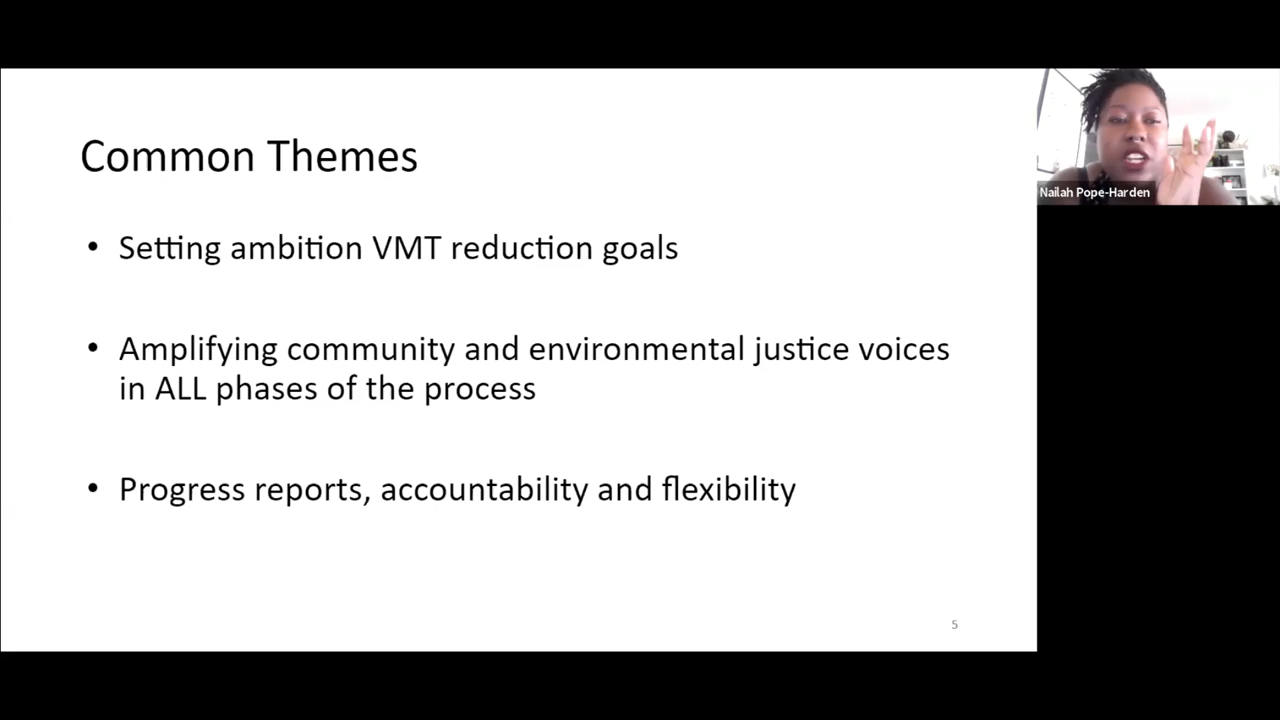 Common Themes
Nailah Pope-Harden
• Setting ambition VMT reduction goals
• Amplifying community and environmental justice voices
in ALL phases of the process
• Progress reports, accountability and flexibility
5